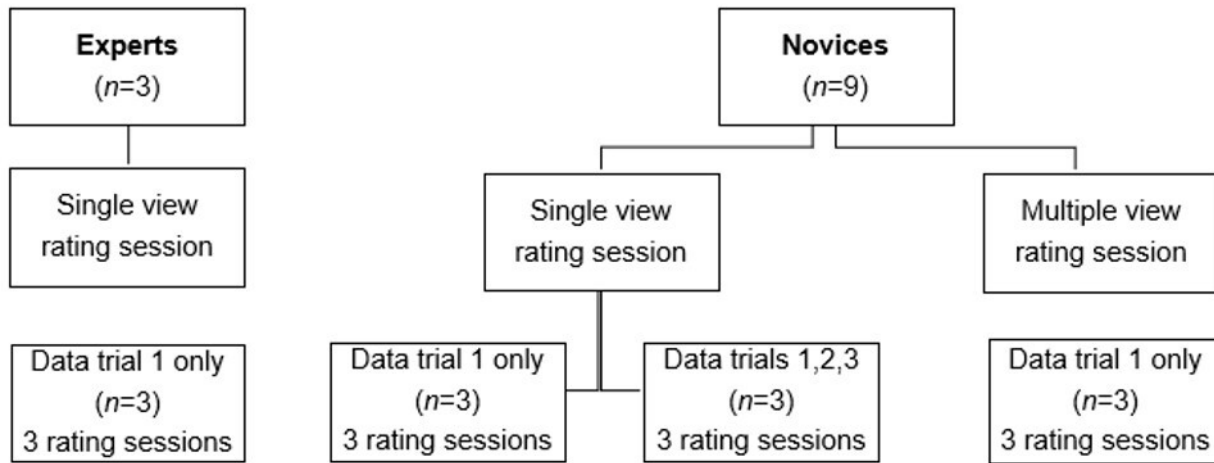 Experts
(n=3)
Novices
(n=9)
Single view
rating session
Single view
rating session
Multiple view
rating session
Data trial 1 only
(n=3)
3 rating sessions
Data trial 1 only
(n=3)
3 rating sessions
Data trials 1,2,3
(n=3)
3 rating sessions
Data trial 1 only
(n=3)
3 rating sessions